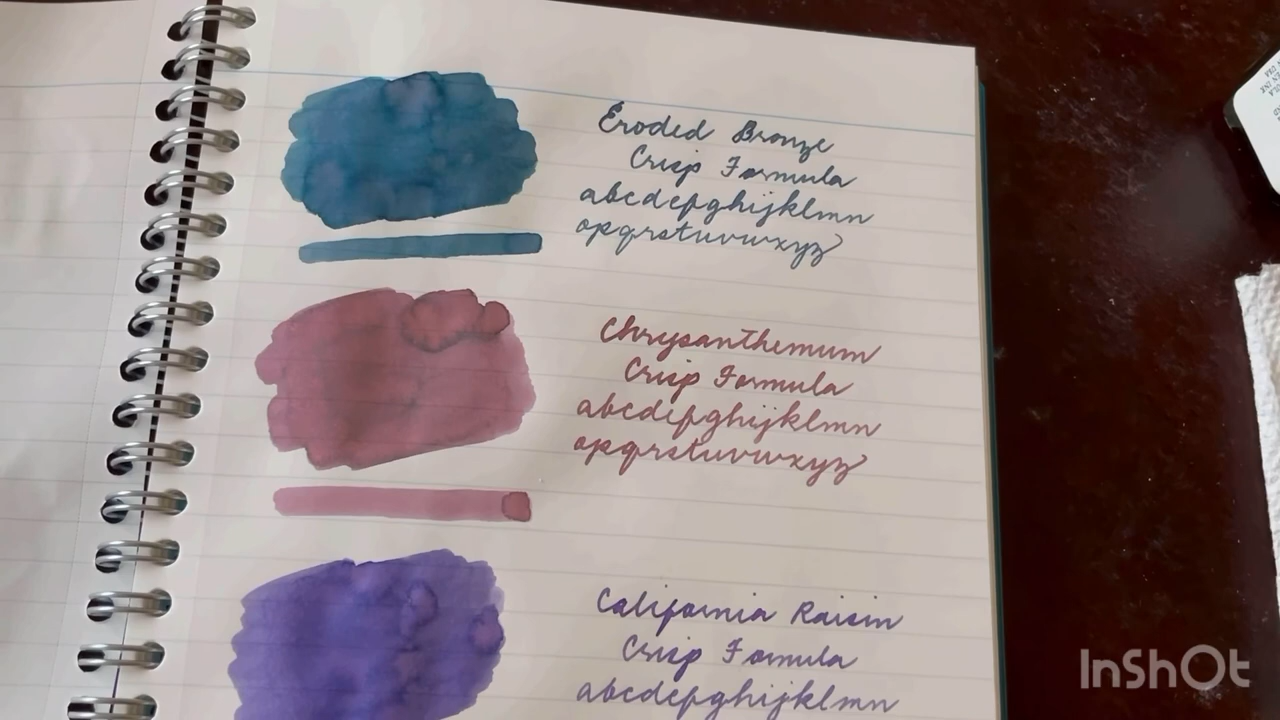 Eroded Bronze
Crisp Formula
abcdefghijklmn
opqrstuvwxyz
Chrysanthemum
Crisp Formula
abcdefghijklmn
opqrstuvwxyz
California Raisin
Crisp Formula
abcdefghijklmn
InShOt